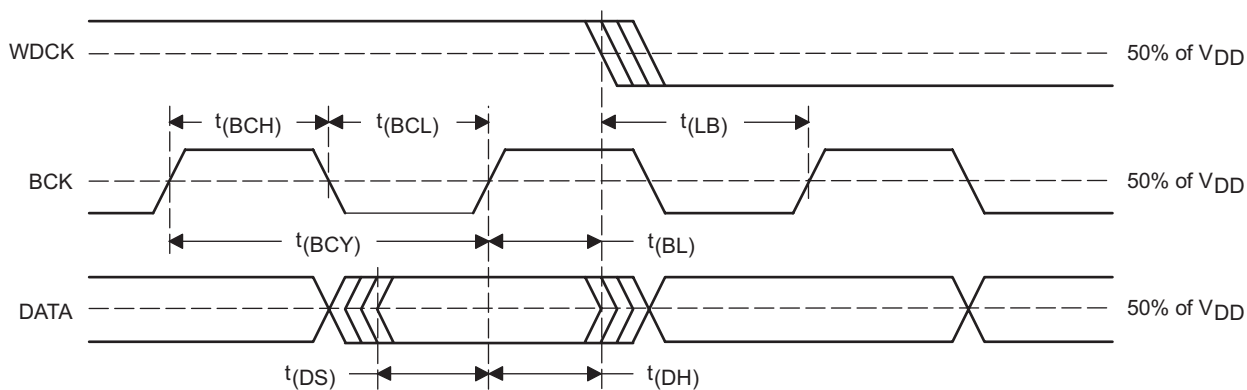 WDCK
50% of VDD
t(BCH)
t(BCL)
t(LB)
BCK
50% of VDD
t(BCY)
t(BL)
DATA
50% of VDD
t(DS)
t(DH)